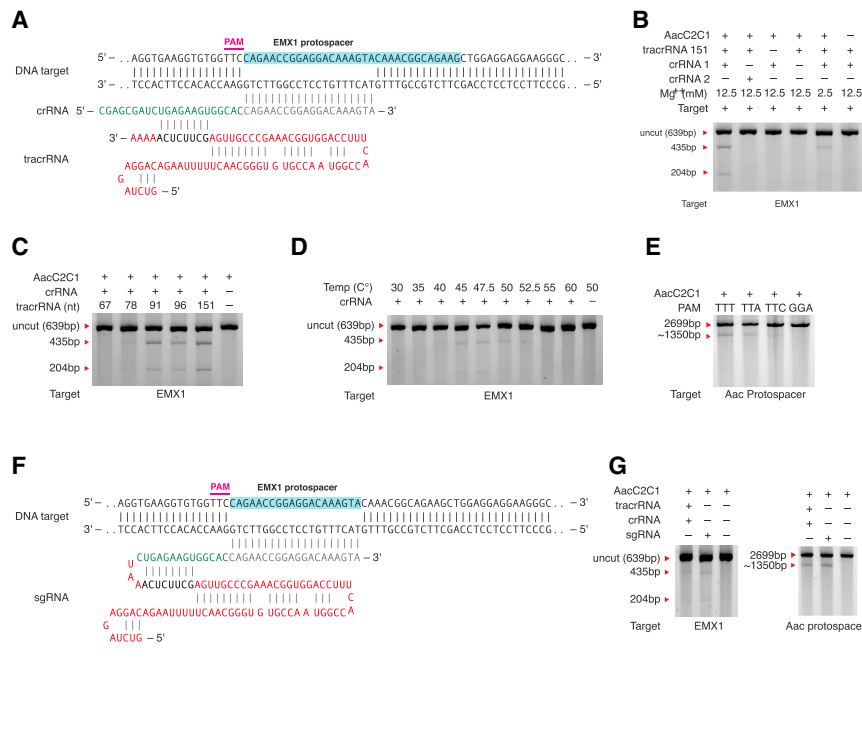 A
PAM EMX1 protospacer
5' – ..AGGTGAAGGTGTGGTTCCAGAACCGGAGGACAAAGTACAAACGGCAGAAGCTGGAGGAGGAAGGGC.. – 3'
DNA target
..TCCACTTCCACACCAAGGTCTTGGCCTCCTGTTTCATGTTTGCCGTCTTCGACCTCCTCCTTCCCG..
crRNA 5' – CGAGCGAUCUGAGAAGUGGCACCAGAACCGGAGGACAAAGUA – 3'
3' – AAAAACUCUUCGAGUUGCCCGAAACGGUGGACCUUU
C
A
tracrRNA
AGGACAGAAUUUUUCAACGGGU G UGCCA A UGGCC
G
AUCUG – 5'
B
AacC2C1 + + – + + +
tracrRNA 151 + + – + + +
crRNA 1 + – + – + –
crRNA 2 – – – – – –
Mg++(mM) 12.5 12.5 12.5 12.5 2.5 12.5
Target + + + + + +
uncut (639bp)
435bp
204bp
Target EMX1
C
AacC2C1 + + + + + +
crRNA + + + + + –
tracrRNA (nt) 67 78 91 96 151 –
uncut (639bp)
435bp
204bp
Target EMX1
D
Temp (C°) 30 35 40 45 47.5 50 52.5 55 60 50
crRNA + + + + + + + + + –
uncut (639bp)
435bp
204bp
Target EMX1
E
AacC2C1 + + + +
PAM TTT TTA TTC GGA
2699bp
~1350bp
Target Aac Protospacer
F
PAM EMX1 protospacer
5' – ..AGGTGAAGGTGTGGTTCCAGAACCGGAGGACAAAGTACAAACGGCAGAAGCTGGAGGAGGAAGGGC.. – 3'
DNA target
3' – ..TCCACTTCCACACCAAGGTCTTGGCCTCCTGTTTCATGTTTGCCGTCTTCGACCTCCTCCTTCCCG.. – 5'
CUGAGAAGUGGCACCAGAACCGGAGGACAAAGUA – 3'
U
A
AACUCUUCGAGUUGCCCGAAACGGUGGACCUUU
C
A
sgRNA
AGGACAGAAUUUUUCAACGGGU G UGCCA A UGGCC
G
AUCUG – 5'
G
AacC2C1 + + + + + +
tracrRNA + – – + – –
crRNA + – – + – –
sgRNA – + – – + –
uncut (639bp)
435bp
204bp
2699bp
~1350bp
Target EMX1 Aac protospace